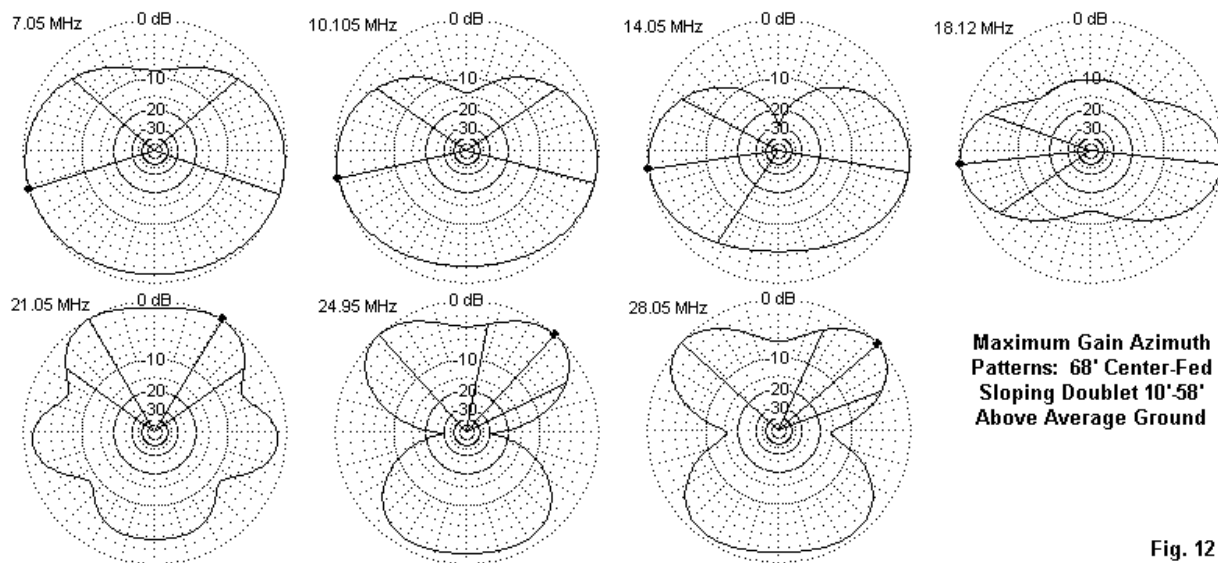 7.05 MHz
0 dB
-10
-20
-30
10.105 MHz
0 dB
-10
-20
-30
14.05 MHz
0 dB
-10
-20
-30
18.12 MHz
0 dB
-10
-20
-30
21.05 MHz
0 dB
-10
-20
-30
24.95 MHz
0 dB
-10
-20
-30
28.05 MHz
0 dB
-10
-20
-30
Maximum Gain Azimuth
Patterns: 68' Center-Fed
Sloping Doublet 10'-58'
Above Average Ground
Fig. 12